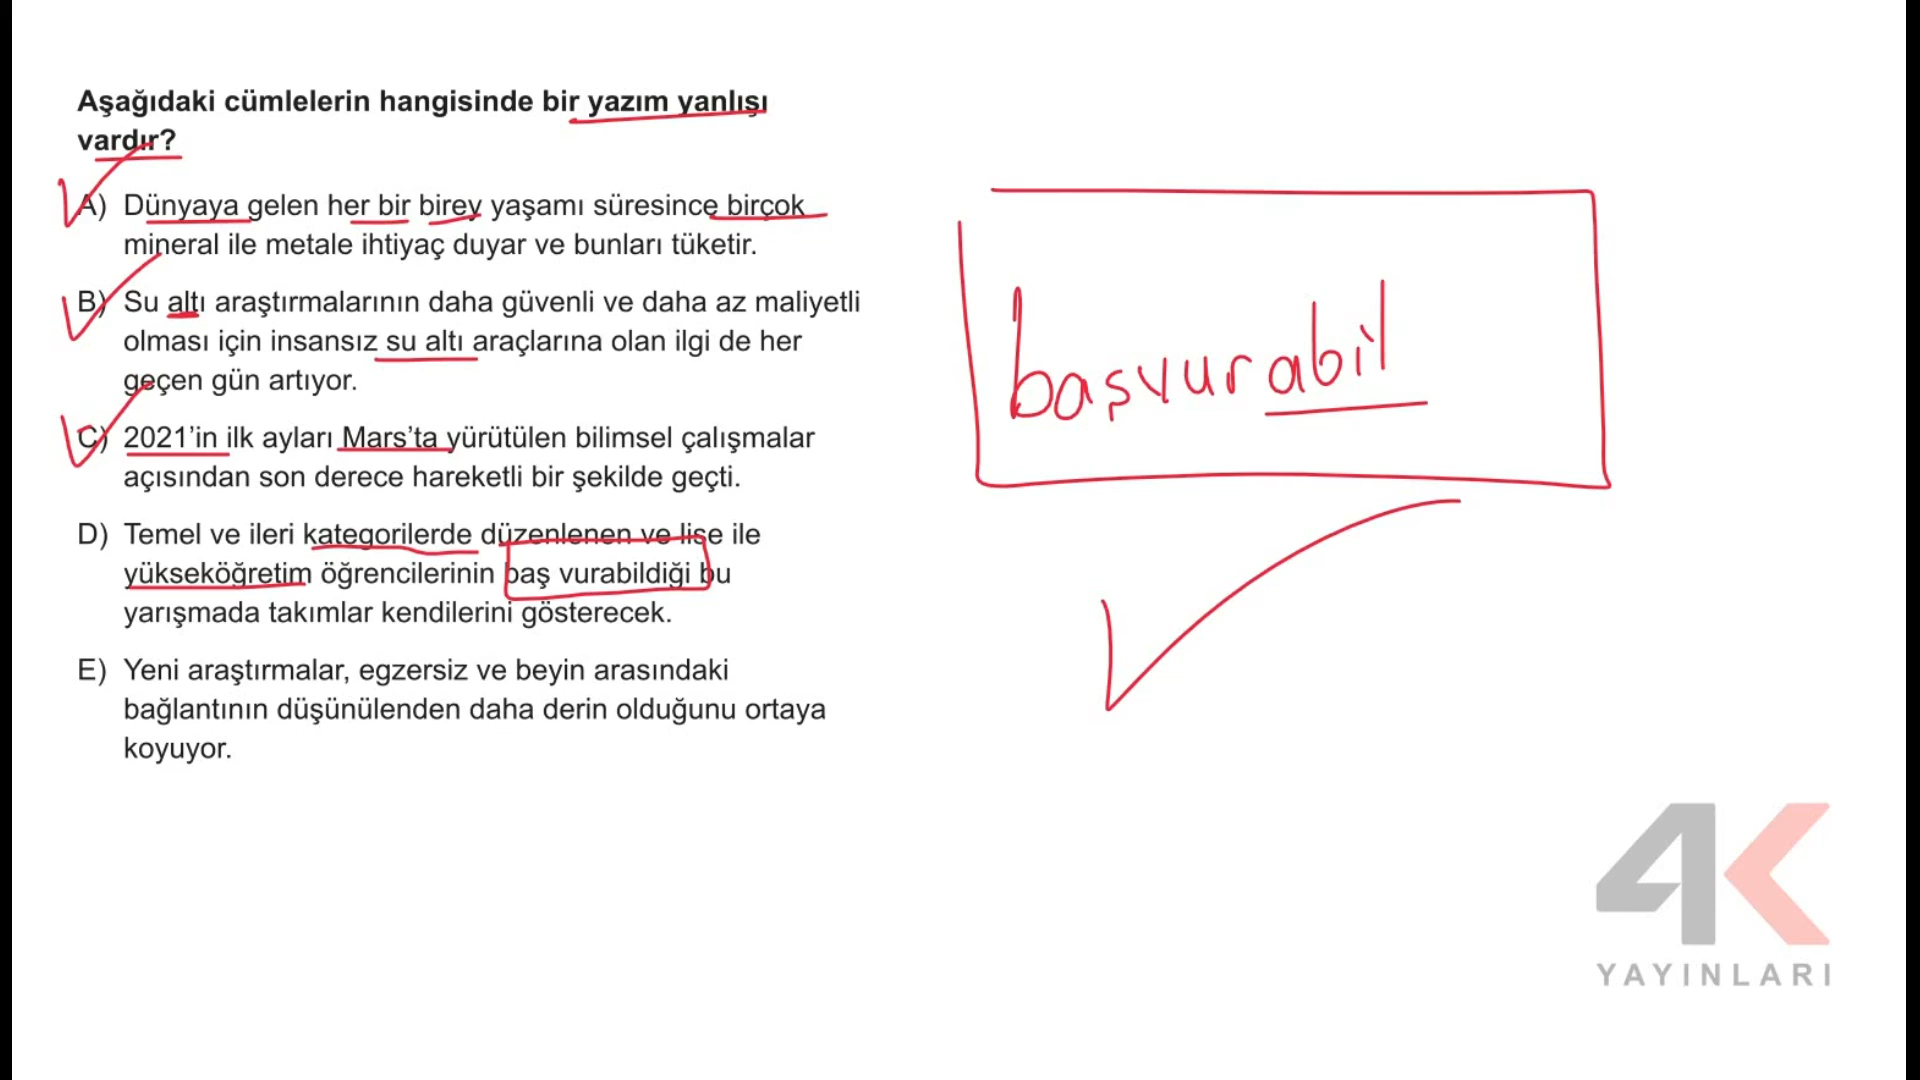 Aşağıdaki cümlelerin hangisinde bir yazım yanlışı
vardır?
A) Dünyaya gelen her bir birey yaşamı süresince birçok
mineral ile metale ihtiyaç duyar ve bunları tüketir.
B) Su altı araştırmalarının daha güvenli ve daha az maliyetli
olması için insansız su altı araçlarına olan ilgi de her
geçen gün artıyor.
C) 2021’in ilk ayları Mars’ta yürütülen bilimsel çalışmalar
açısından son derece hareketli bir şekilde geçti.
D) Temel ve ileri kategorilerde düzenlenen ve lise ile
yükseköğretim öğrencilerinin baş vurabildiği bu
yarışmada takımlar kendilerini gösterecek.
E) Yeni araştırmalar, egzersiz ve beyin arasındaki
bağlantının düşünülenden daha derin olduğunu ortaya
koyuyor.
başvurabil
4K
YAYINLARI